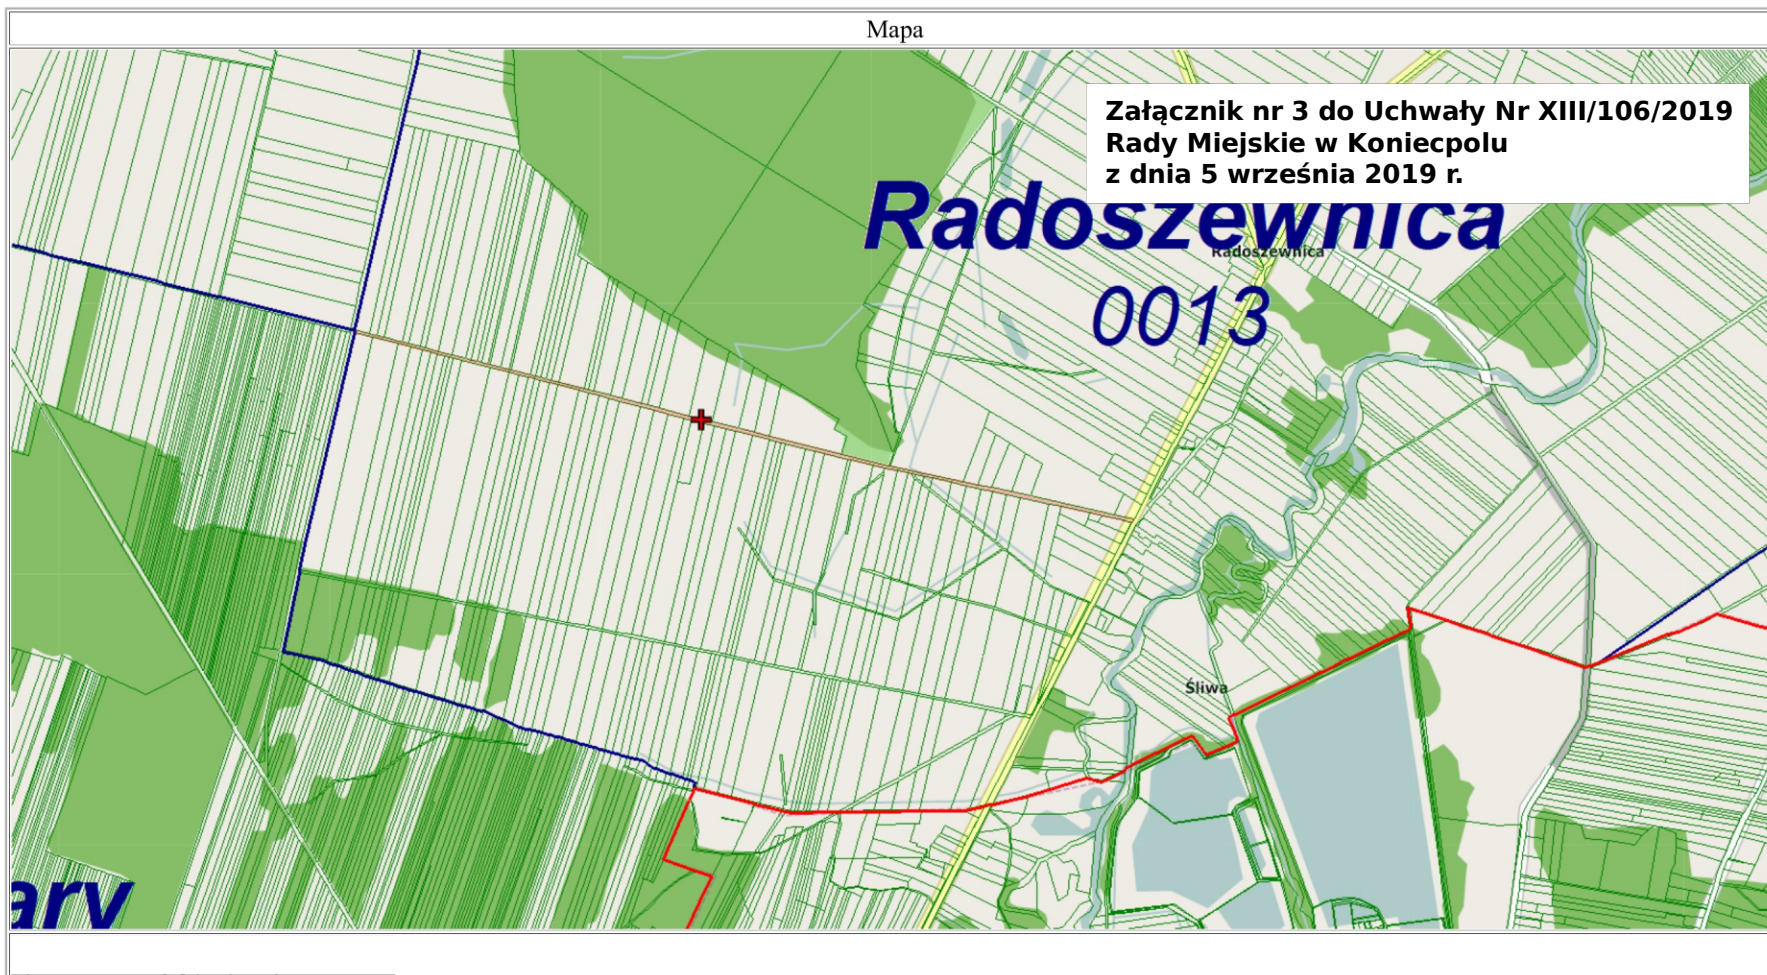 Mapa
Załącznik nr 3 do Uchwały Nr XIII/106/2019
Rady Miejskie w Koniecpolu
z dnia 5 września 2019 r.
Radoszewnica
Radoszewnica
0013
Śliwa
ary